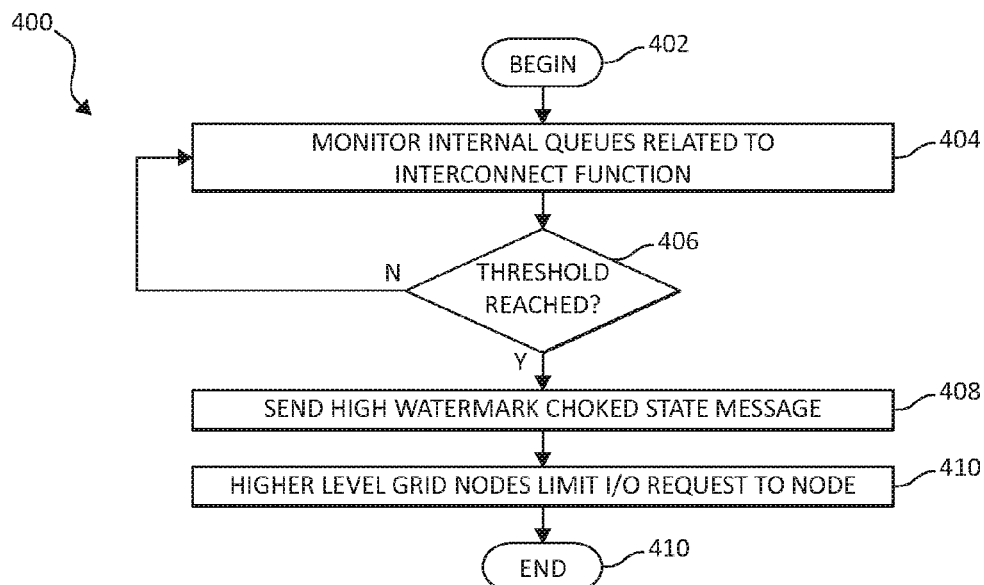 400
BEGIN
402
MONITOR INTERNAL QUEUES RELATED TO
INTERCONNECT FUNCTION
404
406
THRESHOLD
REACHED?
N
Y
SEND HIGH WATERMARK CHOKED STATE MESSAGE
408
HIGHER LEVEL GRID NODES LIMIT I/O REQUEST TO NODE
410
END
410